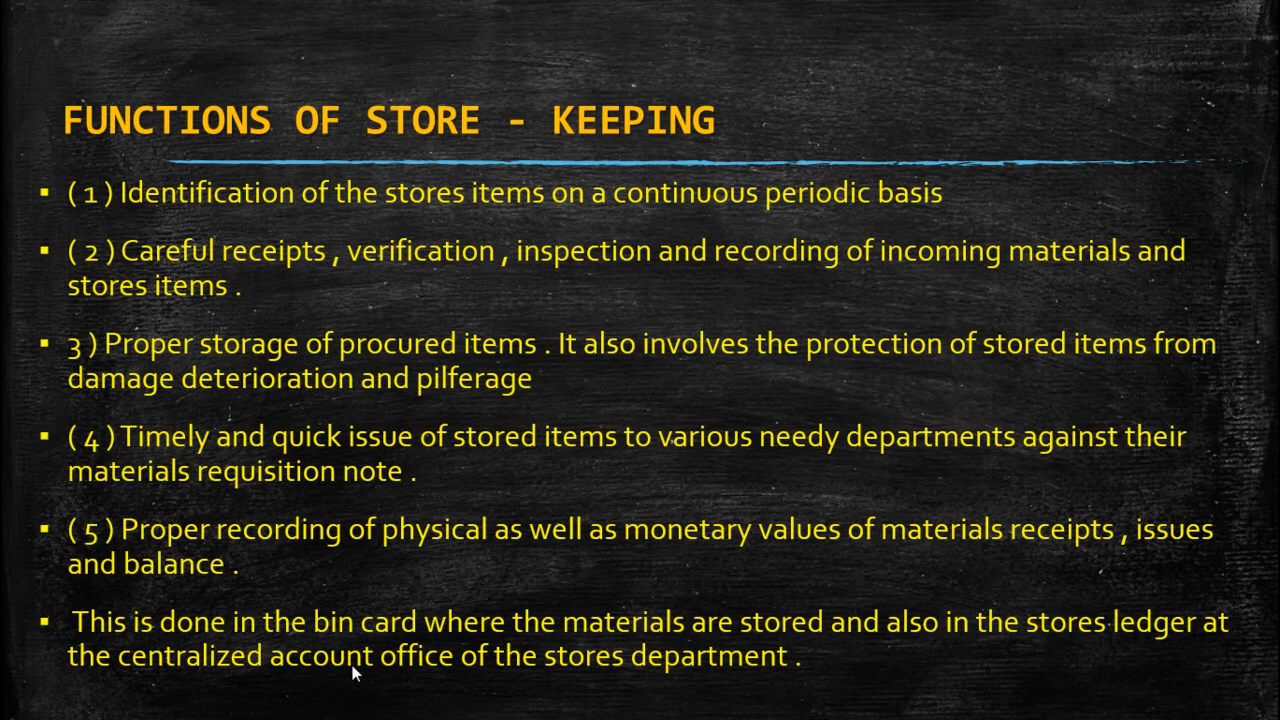 FUNCTIONS OF STORE - KEEPING
▪ ( 1 ) Identification of the stores items on a continuous periodic basis
▪ ( 2 ) Careful receipts , verification , inspection and recording of incoming materials and
stores items .
▪ 3 ) Proper storage of procured items . It also involves the protection of stored items from
damage deterioration and pilferage
▪ ( 4 ) Timely and quick issue of stored items to various needy departments against their
materials requisition note .
▪ ( 5 ) Proper recording of physical as well as monetary values of materials receipts , issues
and balance .
▪ This is done in the bin card where the materials are stored and also in the stores ledger at
the centralized account office of the stores department .